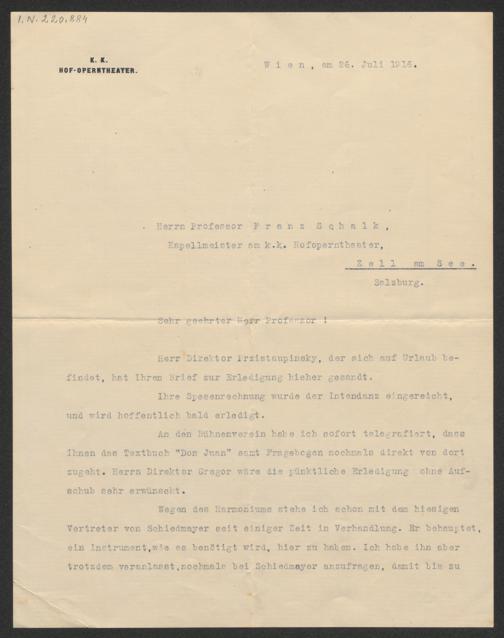 I.N. 220.884
K. K.
HOF-OPERNTHEATER.
Wien, am 26. Juli 1916.
Herrn Professor Franz Schalk,
Kapellmeister am k.k. Hofoperntheater,
Zell am See.
Salzburg.
Sehr geehrter Herr Professor !
Herr Direktor Przistaupinsky, der sich auf Urlaub be-
findet, hat Ihren Brief zur Erledigung hieher gesandt.
Ihre Spesenrechnung wurde der Intendanz eingereicht,
und wird hoffentlich bald erledigt.
An den Bühnenverein habe ich sofort telegrafiert, dass
Ihnen das Textbuch "Don Juan" samt Fragebogen nochmals direkt von dort
zugeht. Herrn Direktor Gregor wäre die pünktliche Erledigung ohne Auf-
schub sehr erwünscht.
Wegen des Harmoniums stehe ich schon mit dem hiesigen
Vertreter von Schiedmayer seit einiger Zeit in Verhandlung. Er behauptet,
ein Instrument,wie es benötigt wird, hier zu haben. Ich habe ihn aber
trotzdem veranlasst,nochmals bei Schiedmayer anzufragen, damit bis zu